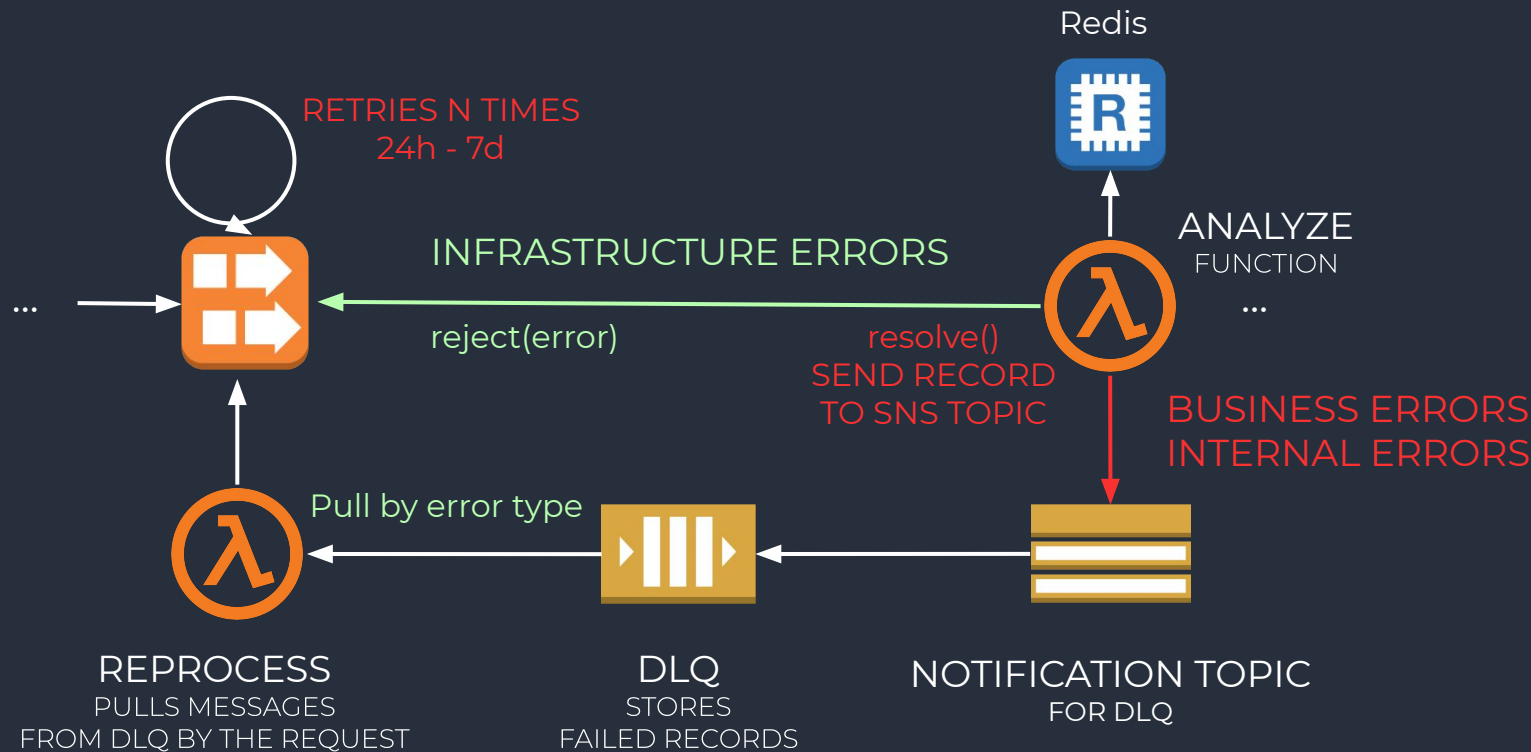 Redis
RETRIES N TIMES
24h - 7d
R
ANALYZE
FUNCTION
INFRASTRUCTURE ERRORS
...
...
reject(error)
resolve()
SEND RECORD
TO SNS TOPIC
BUSINESS ERRORS
INTERNAL ERRORS
Pull by error type
REPROCESS
PULLS MESSAGES
FROM DLQ BY THE REQUEST
DLQ
STORES
FAILED RECORDS
NOTIFICATION TOPIC
FOR DLQ